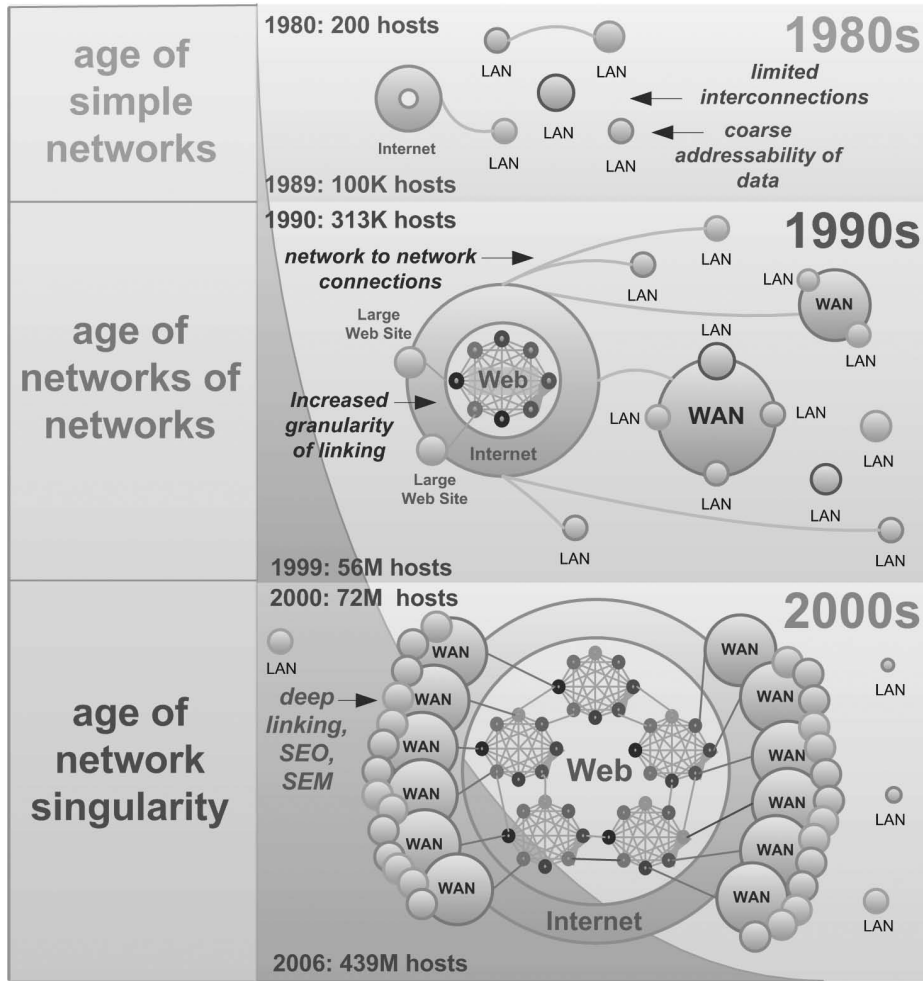 age of
simple
networks
1980: 200 hosts
1980s
LAN
LAN
limited
interconnections
LAN
Internet
LAN
LAN
coarse
addressability of
data
1989: 100K hosts
age of
networks of
networks
1990: 313K hosts
1990s
network to network
connections
LAN
LAN
LAN
WAN
LAN
Large
Web Site
Web
LAN
Increased
granularity
of linking
LAN
WAN
LAN
Internet
LAN
Large
Web Site
LAN
LAN
LAN
LAN
1999: 56M hosts
age of
network
singularity
2000: 72M hosts
2000s
LAN
deep
linking,
SEO,
SEM
WAN
WAN
WAN
WAN
WAN
WAN
Web
Internet
WAN
WAN
WAN
WAN
WAN
WAN
LAN
LAN
LAN
2006: 439M hosts